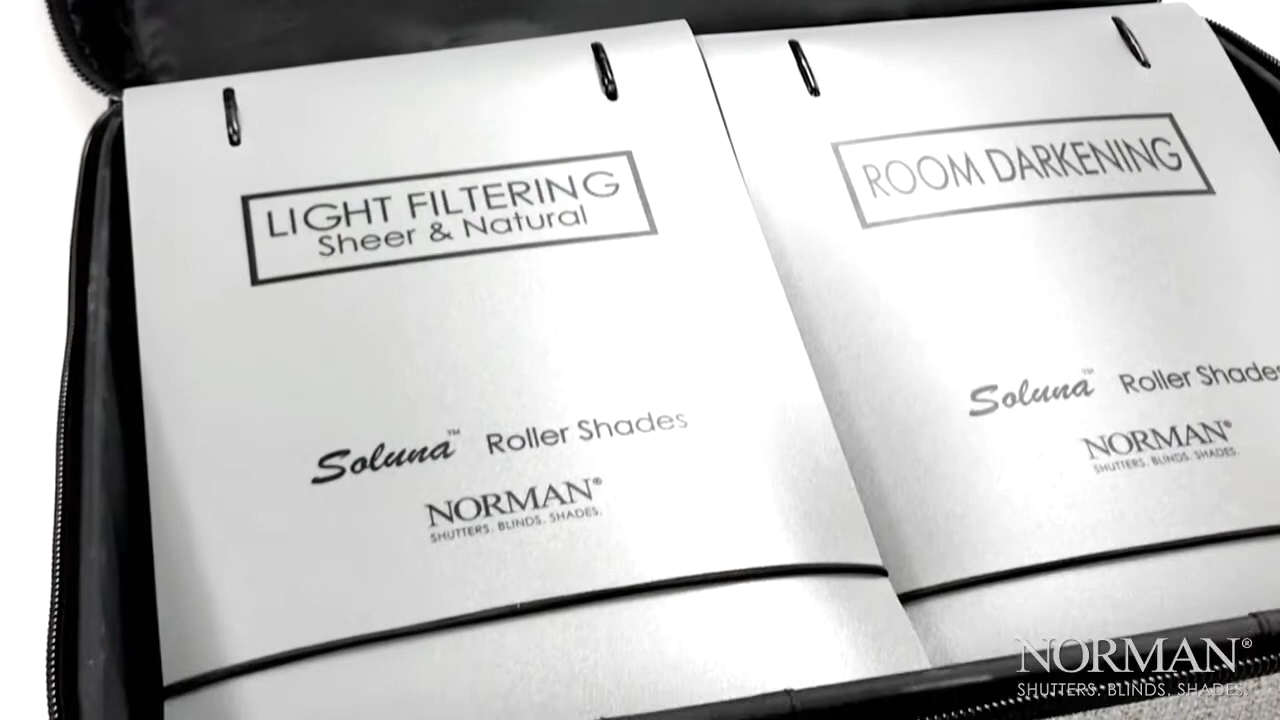 LIGHT FILTERING
Sheer & Natural
Soluna™ Roller Shades
NORMAN®
SHUTTERS. BLINDS. SHADES.
ROOM DARKENING
Soluna™ Roller Shades
NORMAN®
SHUTTERS. BLINDS. SHADES.
NORMAN®
SHUTTERS. BLINDS. SHADES.